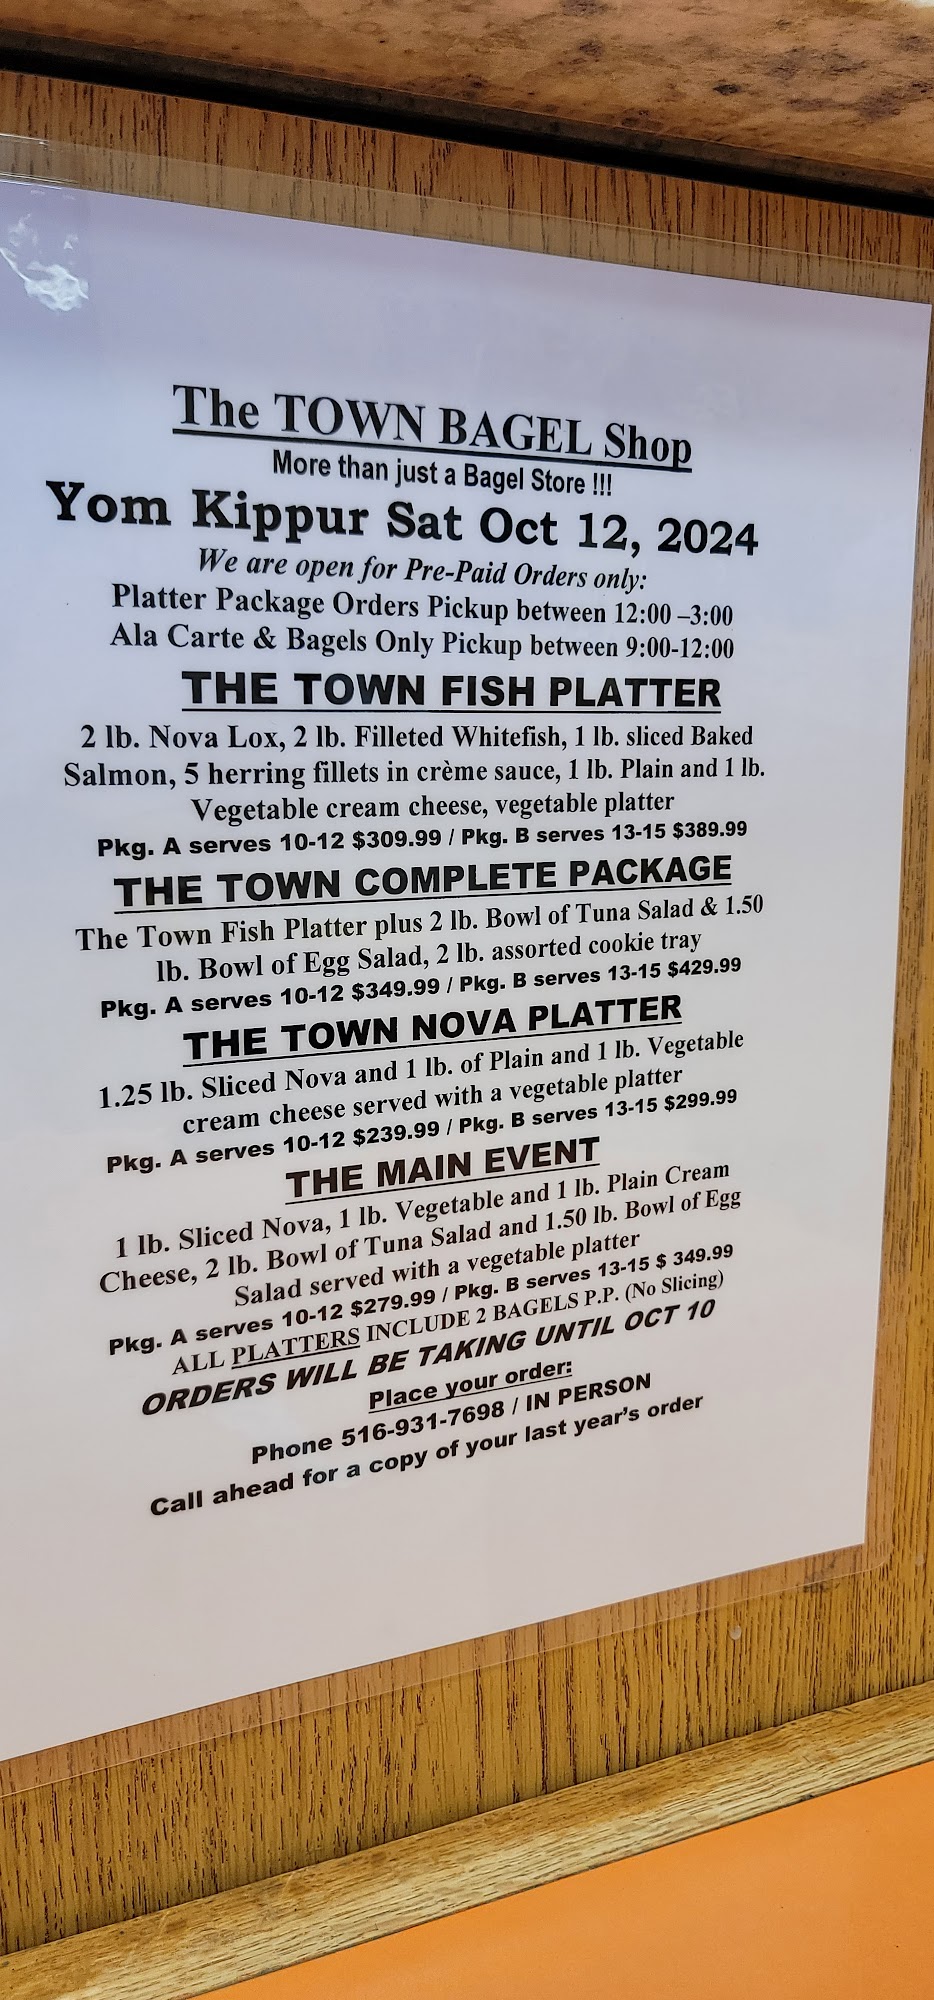 The TOWN BAGEL Shop
More than just a Bagel Store !!!
Yom Kippur Sat Oct 12, 2024
We are open for Pre-Paid Orders only:
Platter Package Orders Pickup between 12:00 –3:00
Ala Carte & Bagels Only Pickup between 9:00-12:00
THE TOWN FISH PLATTER
2 lb. Nova Lox, 2 lb. Filleted Whitefish, 1 lb. sliced Baked
Salmon, 5 herring fillets in crème sauce, 1 lb. Plain and 1 lb.
Vegetable cream cheese, vegetable platter
Pkg. A serves 10-12 $309.99 / Pkg. B serves 13-15 $389.99
THE TOWN COMPLETE PACKAGE
The Town Fish Platter plus 2 lb. Bowl of Tuna Salad & 1.50
lb. Bowl of Egg Salad, 2 lb. assorted cookie tray
Pkg. A serves 10-12 $349.99 / Pkg. B serves 13-15 $429.99
THE TOWN NOVA PLATTER
1.25 lb. Sliced Nova and 1 lb. of Plain and 1 lb. Vegetable
cream cheese served with a vegetable platter
Pkg. A serves 10-12 $239.99 / Pkg. B serves 13-15 $299.99
THE MAIN EVENT
1 lb. Sliced Nova, 1 lb. Vegetable and 1 lb. Plain Cream
Cheese, 2 lb. Bowl of Tuna Salad and 1.50 lb. Bowl of Egg
Salad served with a vegetable platter
Pkg. A serves 10-12 $279.99 / Pkg. B serves 13-15 $ 349.99
ALL PLATTERS INCLUDE 2 BAGELS P.P. (No Slicing)
ORDERS WILL BE TAKING UNTIL OCT 10
Place your order:
Phone 516-931-7698 / IN PERSON
Call ahead for a copy of your last year's order